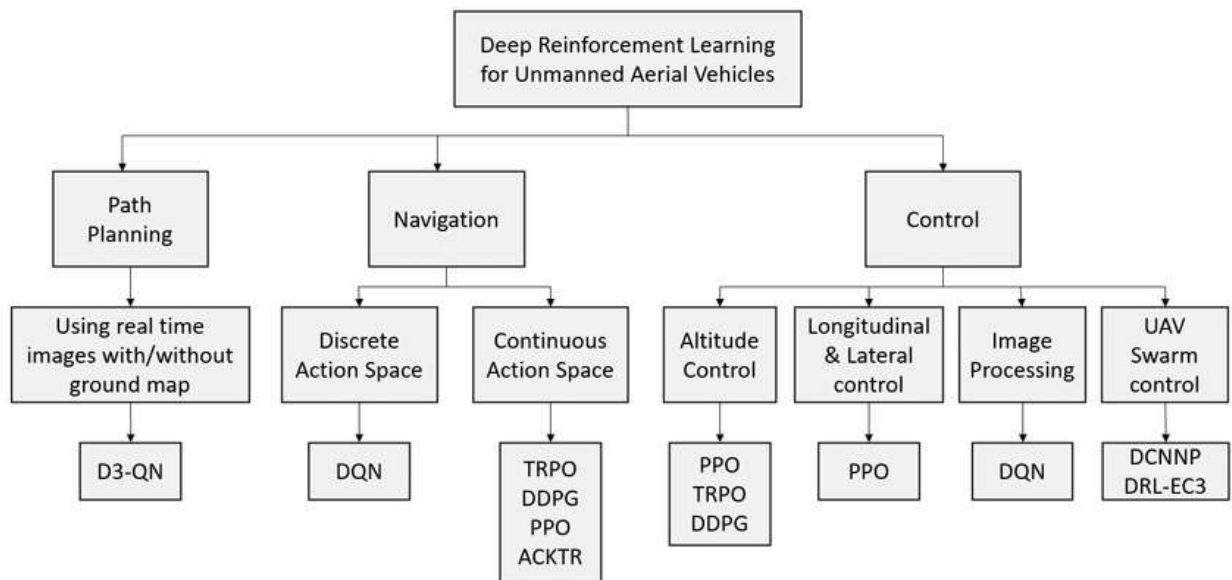 Deep Reinforcement Learning
for Unmanned Aerial Vehicles
Path
Planning
Navigation
Control
Using real time
images with/without
ground map
Discrete
Action Space
Continuous
Action Space
Altitude
Control
Longitudinal
& Lateral
control
Image
Processing
UAV
Swarm
control
D3-QN
DQN
TRPO
DDPG
PPO
ACKTR
PPO
TRPO
DDPG
PPO
DQN
DCNNP
DRL-EC3